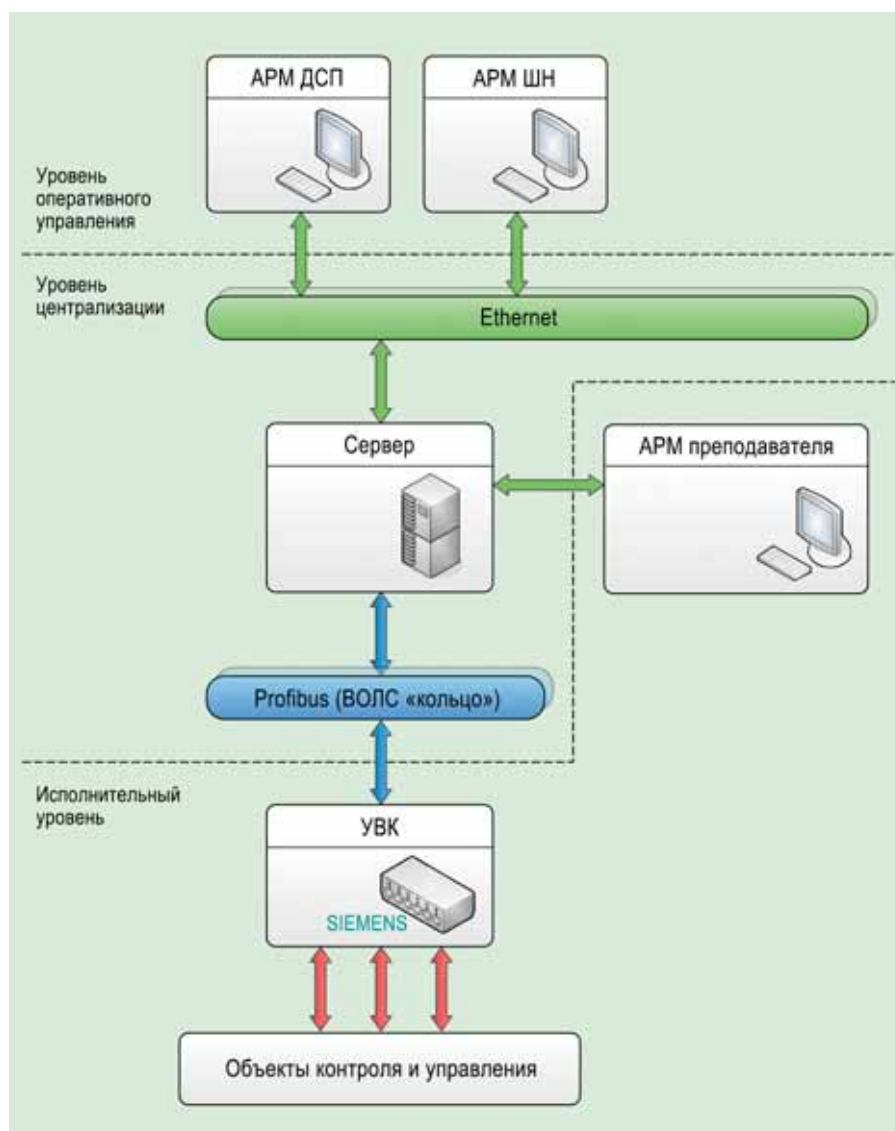 АРМ ДСП
АРМ ШН
Уровень
оперативного
управления
Уровень
централизации
Ethernet
Сервер
АРМ преподавателя
Profibus (ВОЛС «кольцо»)
Исполнительный
уровень
УВК
SIEMENS
Объекты контроля и управления